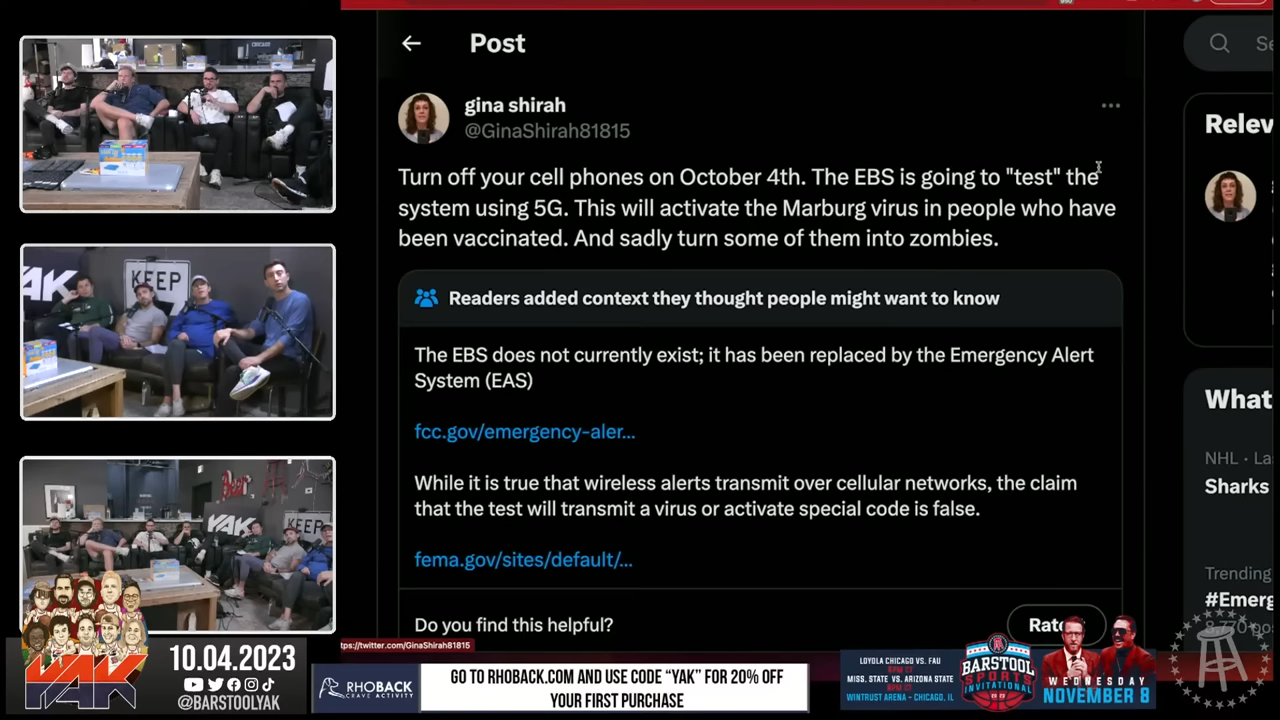 Post
gina shirah
@GinaShirah81815
Turn off your cell phones on October 4th. The EBS is going to "test" the
system using 5G. This will activate the Marburg virus in people who have
been vaccinated. And sadly turn some of them into zombies.
Readers added context they thought people might want to know
The EBS does not currently exist; it has been replaced by the Emergency Alert
System (EAS)
fcc.gov/emergency-aler...
While it is true that wireless alerts transmit over cellular networks, the claim
that the test will transmit a virus or activate special code is false.
fema.gov/sites/default/...
Do you find this helpful?
Rate
Se
Relev
What
NHL · La
Sharks
Trending
#Emerg
ps://twitter.com/GinaShirah81815
YAK
KEEP
Beer
YAK
KEEP
YAK
10.04.2023
@BARSTOOLYAK
RHOBACK
CRAVE ACTIVITY
GO TO RHOBACK.COM AND USE CODE "YAK" FOR 20% OFF
YOUR FIRST PURCHASE
LOYOLA CHICAGO VS. FAU
MISS. STATE VS. ARIZONA STATE
WINTRUST ARENA - CHICAGO, IL
BARSTOOL
SPORTS
INVITATIONAL
2023
WEDNESDAY
NOVEMBER 8